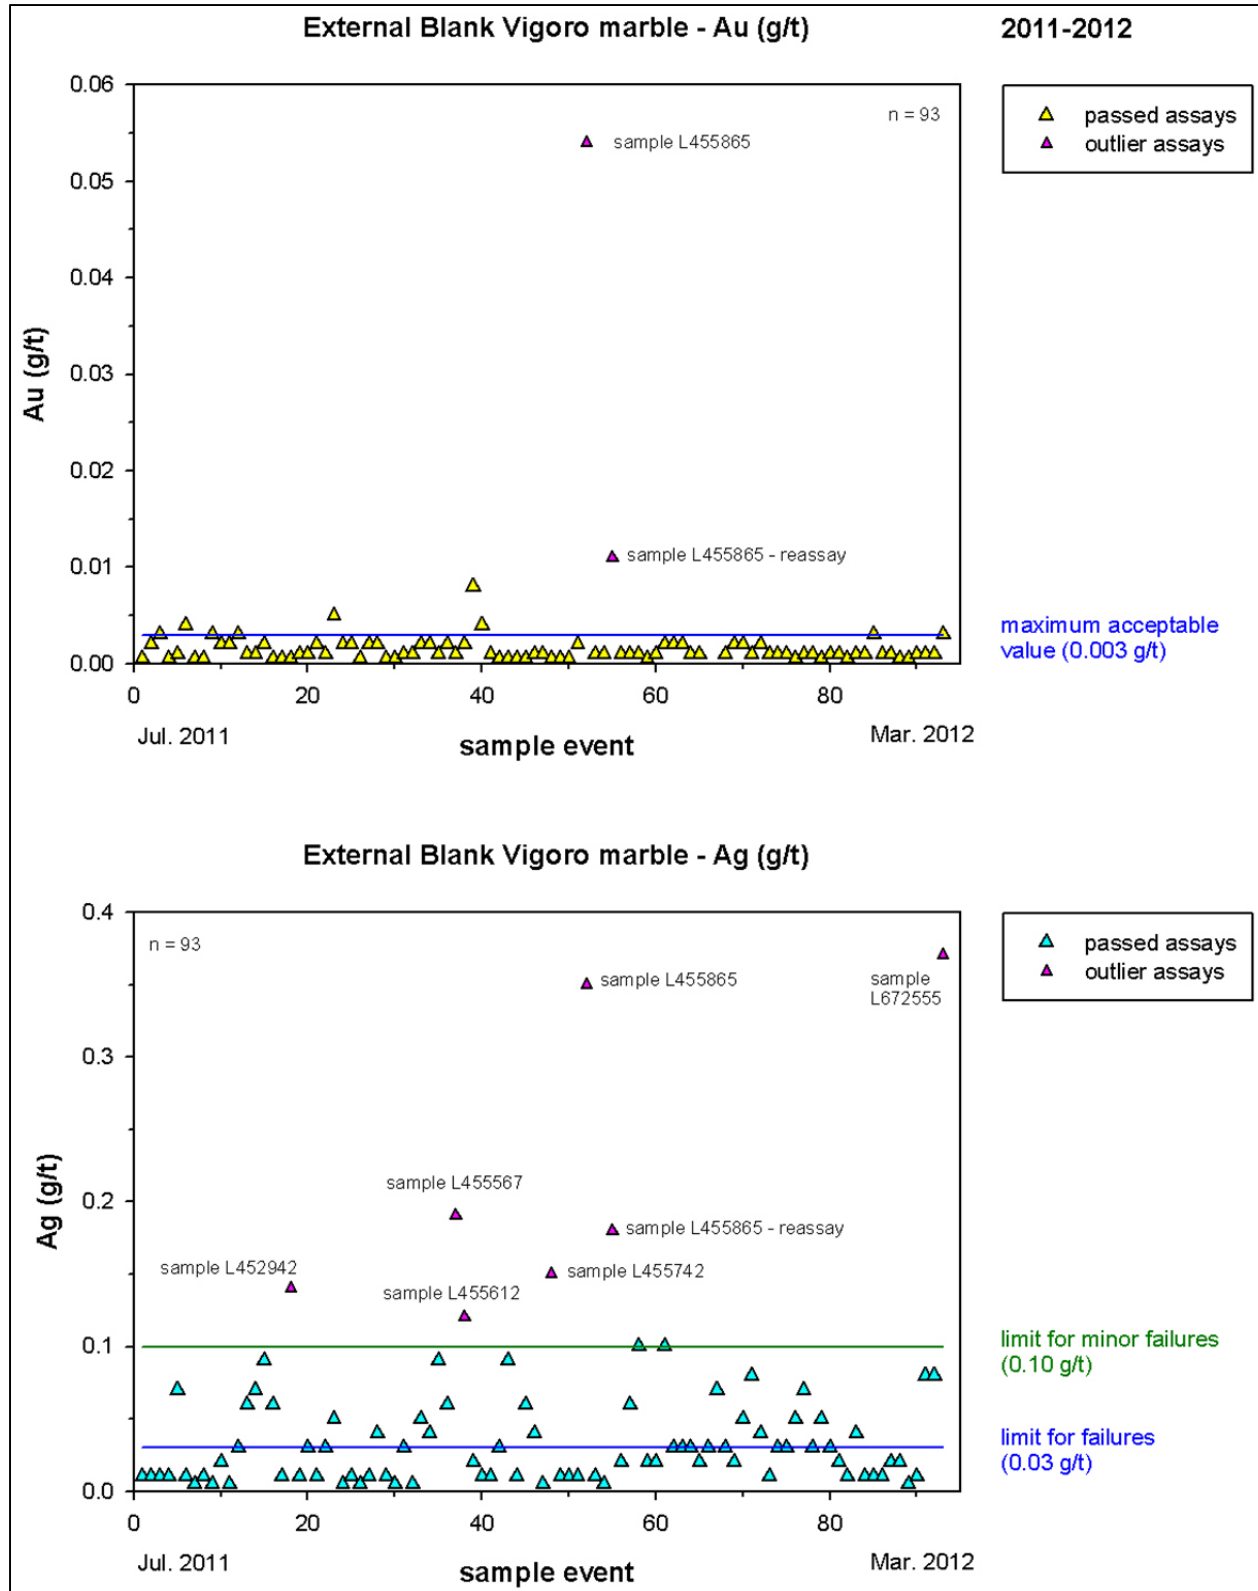 External Blank Vigoro marble - Au (g/t)
2011-2012
0.06
n = 93
passed assays
outlier assays
sample L455865
0.05
0.04
Au (g/t)
0.03
0.02
0.01
sample L455865 - reassay
maximum acceptable
value (0.003 g/t)
0.00
0 20 40 60 80
Jul. 2011
sample event
Mar. 2012
External Blank Vigoro marble - Ag (g/t)
0.4
n = 93
passed assays
outlier assays
sample L455865
sample
L672555
0.3
Ag (g/t)
sample L455567
0.2
sample L455865 - reassay
sample L452942
sample L455742
sample L455612
0.1
limit for minor failures
(0.10 g/t)
limit for failures
(0.03 g/t)
0.0
0 20 40 60 80
Jul. 2011
sample event
Mar. 2012